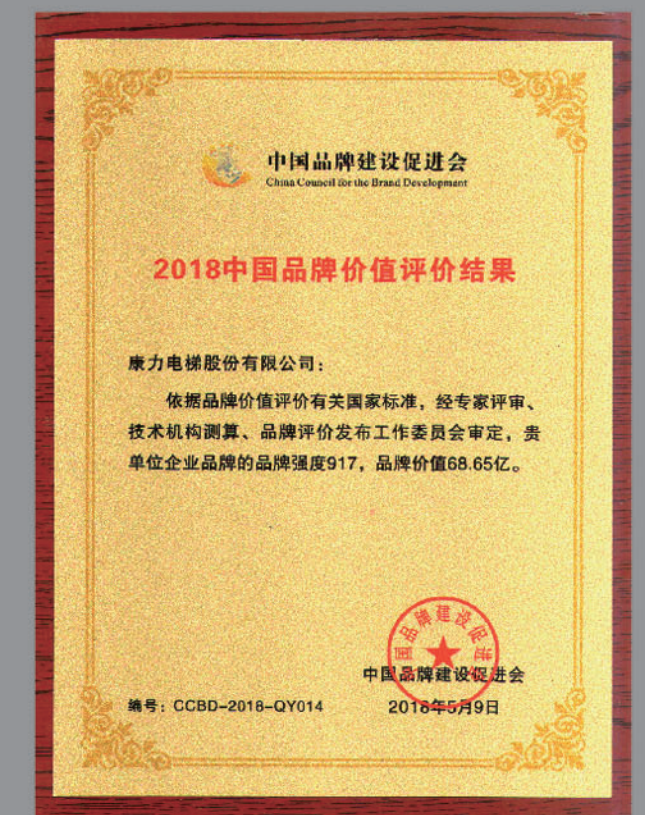 中国品牌建设促进会
China Council for the Brand Development
2018中国品牌价值评价结果
康力电梯股份有限公司：
依据品牌价值评价有关国家标准，经专家评审、
技术机构测算、品牌评价发布工作委员会审定，贵
单位企业品牌的品牌强度917，品牌价值68.65亿。
中国品牌建设促进会
中国品牌建设促进会
编号：CCBD-2018-QY014
2018年5月9日